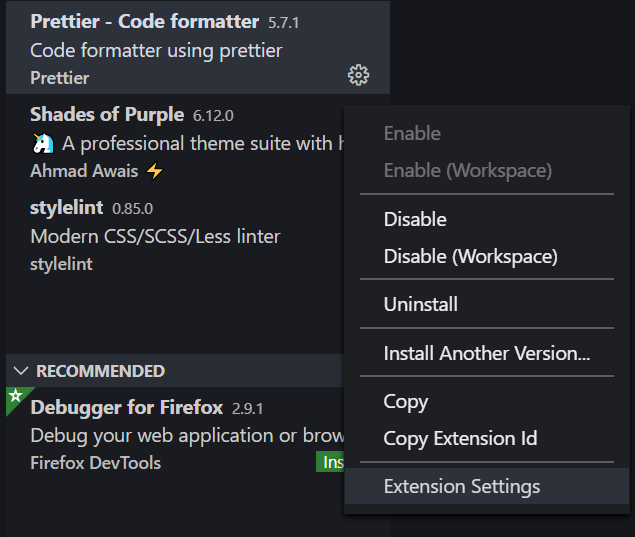 Prettier - Code formatter 5.7.1
Code formatter using prettier
Prettier
Shades of Purple 6.12.0
🦄 A professional theme suite with
Ahmad Awais ⚡
stylelint 0.85.0
Modern CSS/SCSS/Less linter
stylelint
RECOMMENDED
Debugger for Firefox 2.9.1
Debug your web application or
Firefox DevTools
Enable
Enable (Workspace)
Disable
Disable (Workspace)
Uninstall
Install Another Version...
Copy
Copy Extension Id
Extension Settings